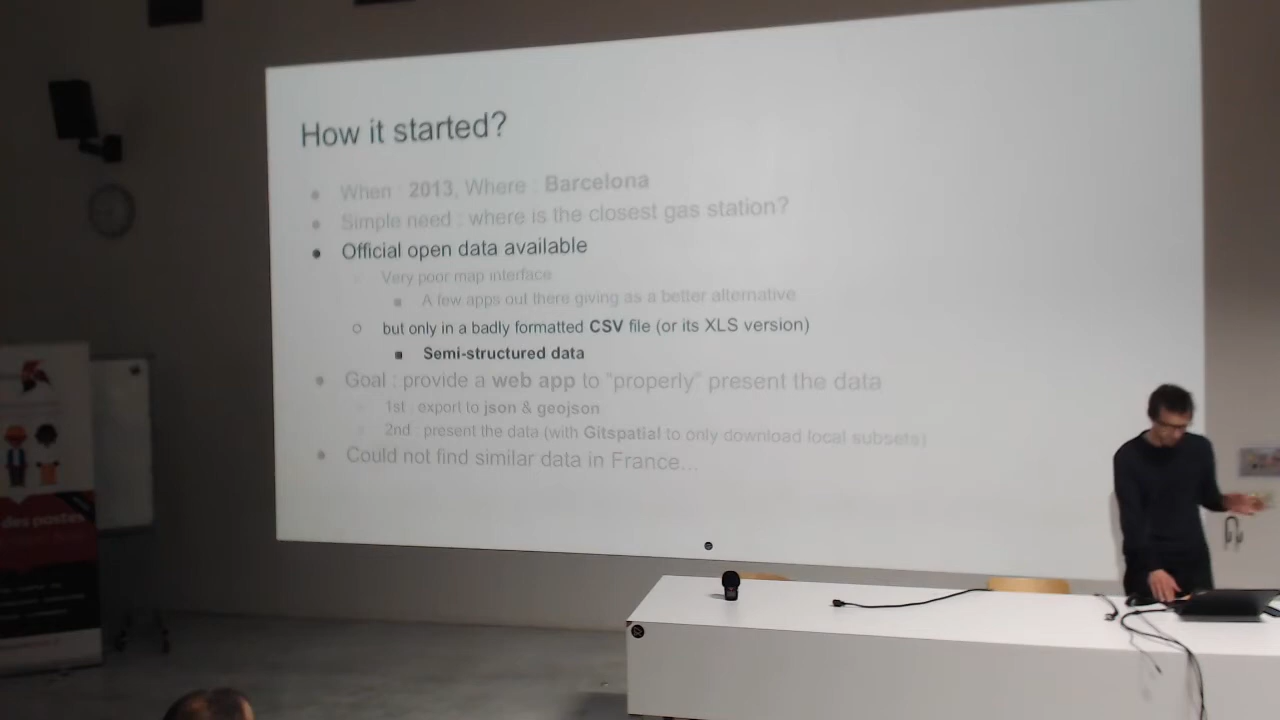 How it started?
When : 2013, Where : Barcelona
Simple need : where is the closest gas station?
Official open data available
Very poor map interface
A few apps out there giving as a better alternative
but only in a badly formatted CSV file (or its XLS version)
Semi-structured data
Goal : provide a web app to "properly" present the data
1st : export to json & geojson
2nd : present the data (with Gitspatial to only download local subsets)
Could not find similar data in France...
des postes